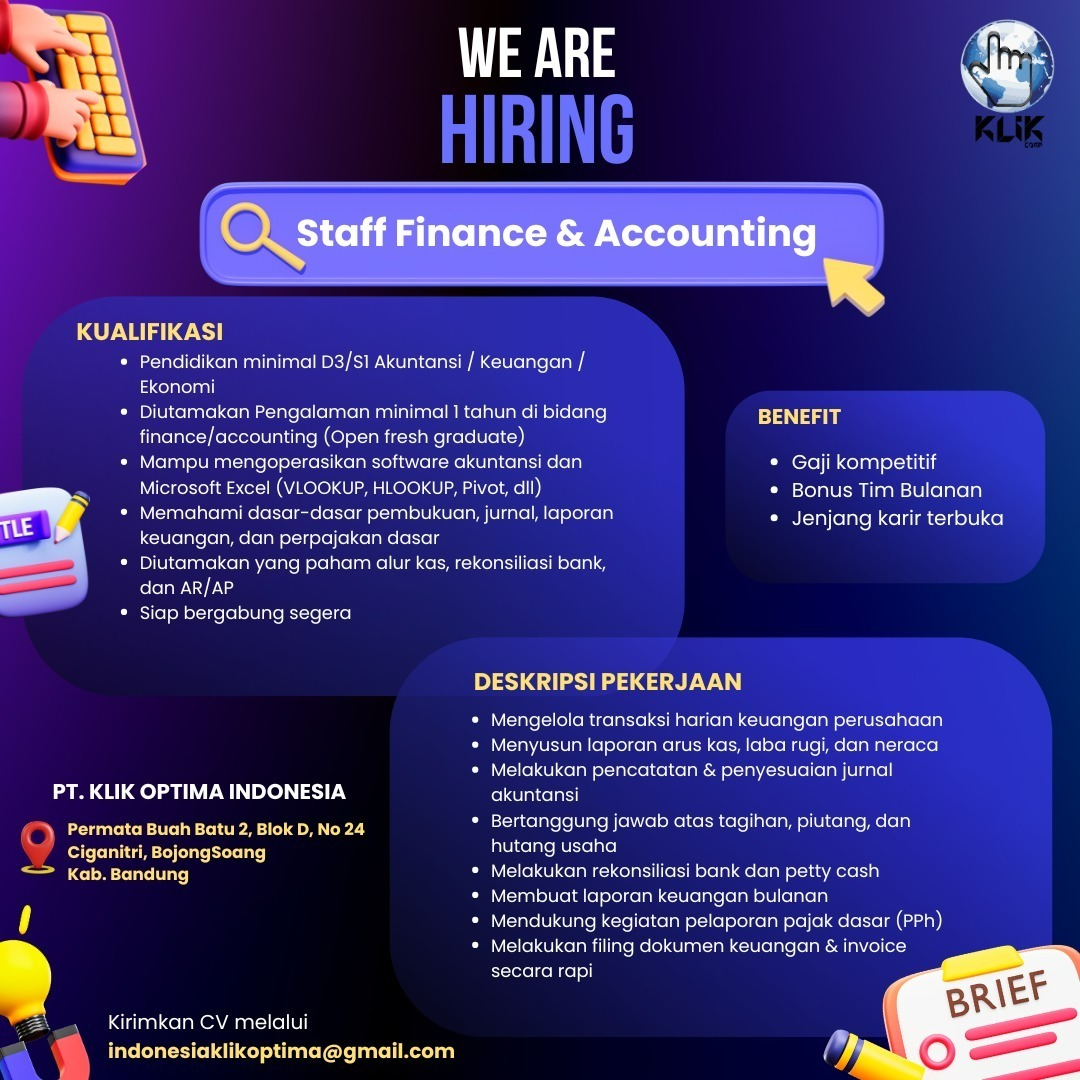 WE ARE
HIRING
KLiK
COMP
Staff Finance & Accounting
KUALIFIKASI
• Pendidikan minimal D3/S1 Akuntansi / Keuangan /
Ekonomi
• Diutamakan Pengalaman minimal 1 tahun di bidang
finance/accounting (Open fresh graduate)
• Mampu mengoperasikan software akuntansi dan
Microsoft Excel (VLOOKUP, HLOOKUP, Pivot, dll)
• Memahami dasar-dasar pembukuan, jurnal, laporan
keuangan, dan perpajakan dasar
• Diutamakan yang paham alur kas, rekonsiliasi bank,
dan AR/AP
• Siap bergabung segera
TLE
BENEFIT
• Gaji kompetitif
• Bonus Tim Bulanan
• Jenjang karir terbuka
DESKRIPSI PEKERJAAN
• Mengelola transaksi harian keuangan perusahaan
• Menyusun laporan arus kas, laba rugi, dan neraca
• Melakukan pencatatan & penyesuaian jurnal
akuntansi
• Bertanggung jawab atas tagihan, piutang, dan
hutang usaha
• Melakukan rekonsiliasi bank dan petty cash
• Membuat laporan keuangan bulanan
• Mendukung kegiatan pelaporan pajak dasar (PPh)
• Melakukan filing dokumen keuangan & invoice
secara rapi
PT. KLIK OPTIMA INDONESIA
Permata Buah Batu 2, Blok D, No 24
Ciganitri, BojongSoang
Kab. Bandung
BRIEF
Kirimkan CV melalui
indonesiaklikoptima@gmail.com